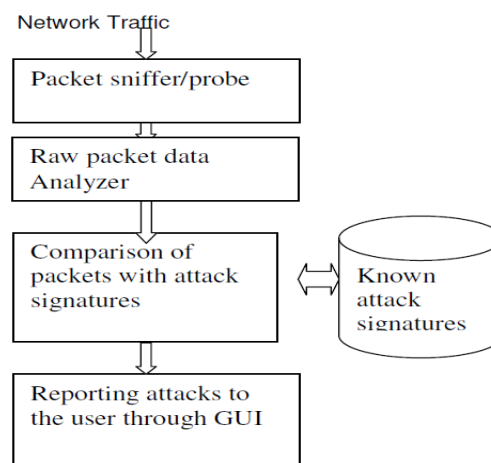 Network Traffic
Packet sniffer/probe
Raw packet data
Analyzer
Comparison of
packets with attack
signatures
Known
attack
signatures
Reporting attacks to
the user through GUI